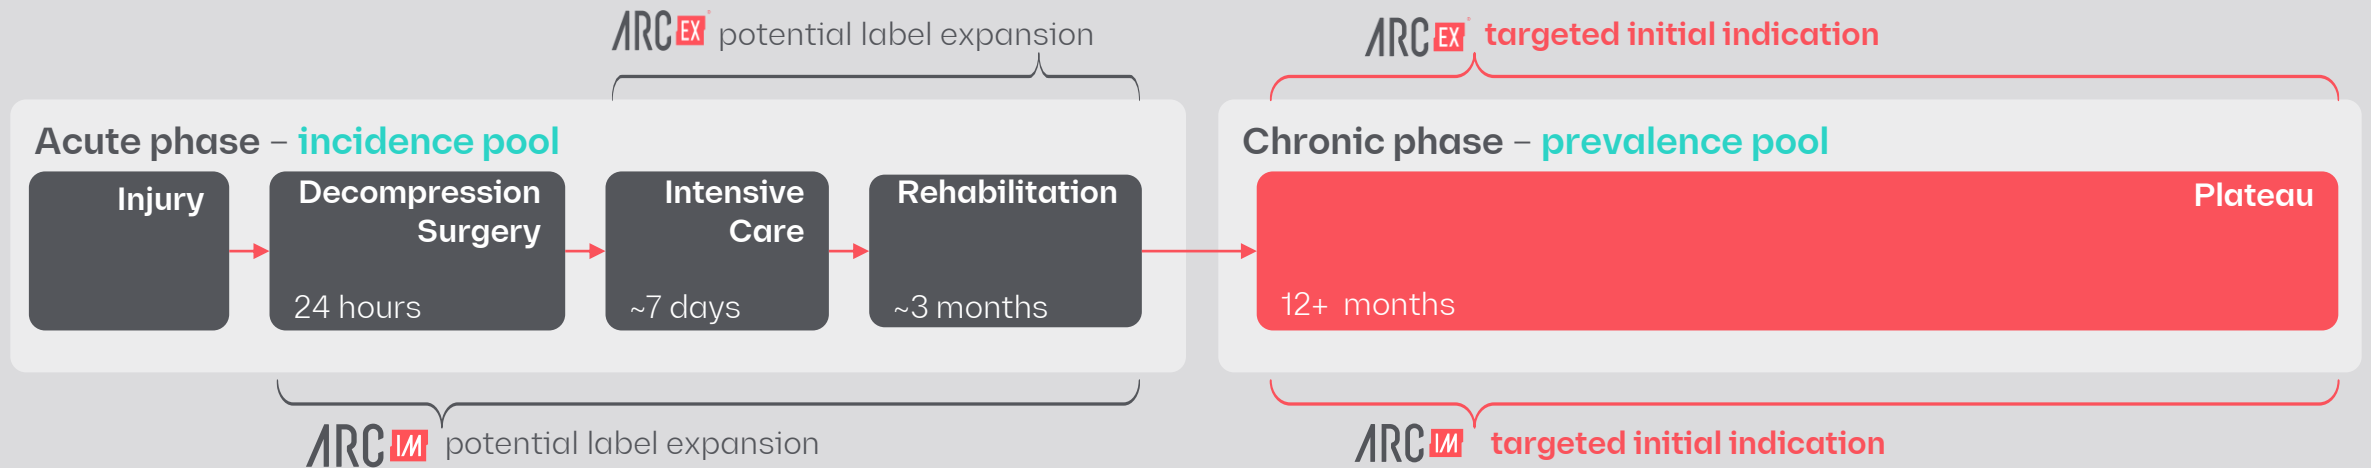 ARC EX® potential label expansion
ARC EX® targeted initial indication
Acute phase – incidence pool
Injury
Decompression
Surgery
24 hours
Intensive
Care
~7 days
Rehabilitation
~3 months
Chronic phase – prevalence pool
Plateau
12+ months
ARC IM potential label expansion
ARC IM targeted initial indication